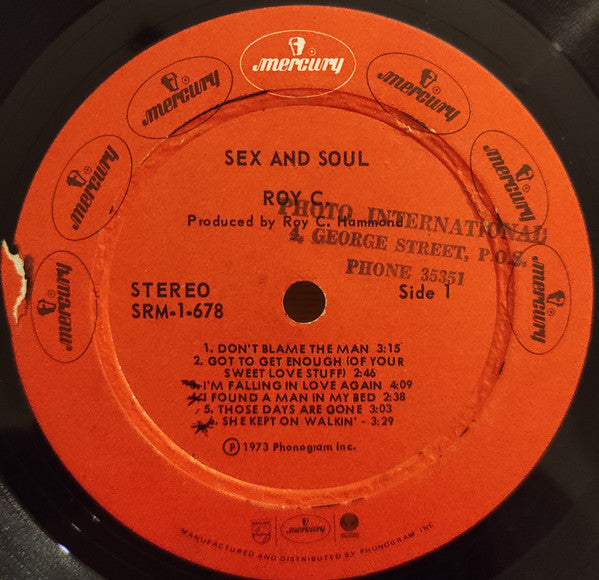 mercury
mercury
mercury
mercury
mercury
mercury
mercury
SEX AND SOUL
ROY C.
PHOTO INTERNATIONAL
Produced by Roy C. Hammond
2, GEORGE STREET, P.O.S.
PHONE 35351
STEREO
Side 1
SRM-1-678
1. DON'T BLAME THE MAN 3:15
2. GOT TO GET ENOUGH (OF YOUR
SWEET LOVE STUFF) 2:46
3. I'M FALLING IN LOVE AGAIN 4:09
4. I FOUND A MAN IN MY BED 2:38
5. THOSE DAYS ARE GONE 3:03
6. SHE KEPT ON WALKIN' - 3:29
Ⓟ 1973 Phonogram Inc.
mercury
MANUFACTURED AND DISTRIBUTED BY PHONOGRAM, INC